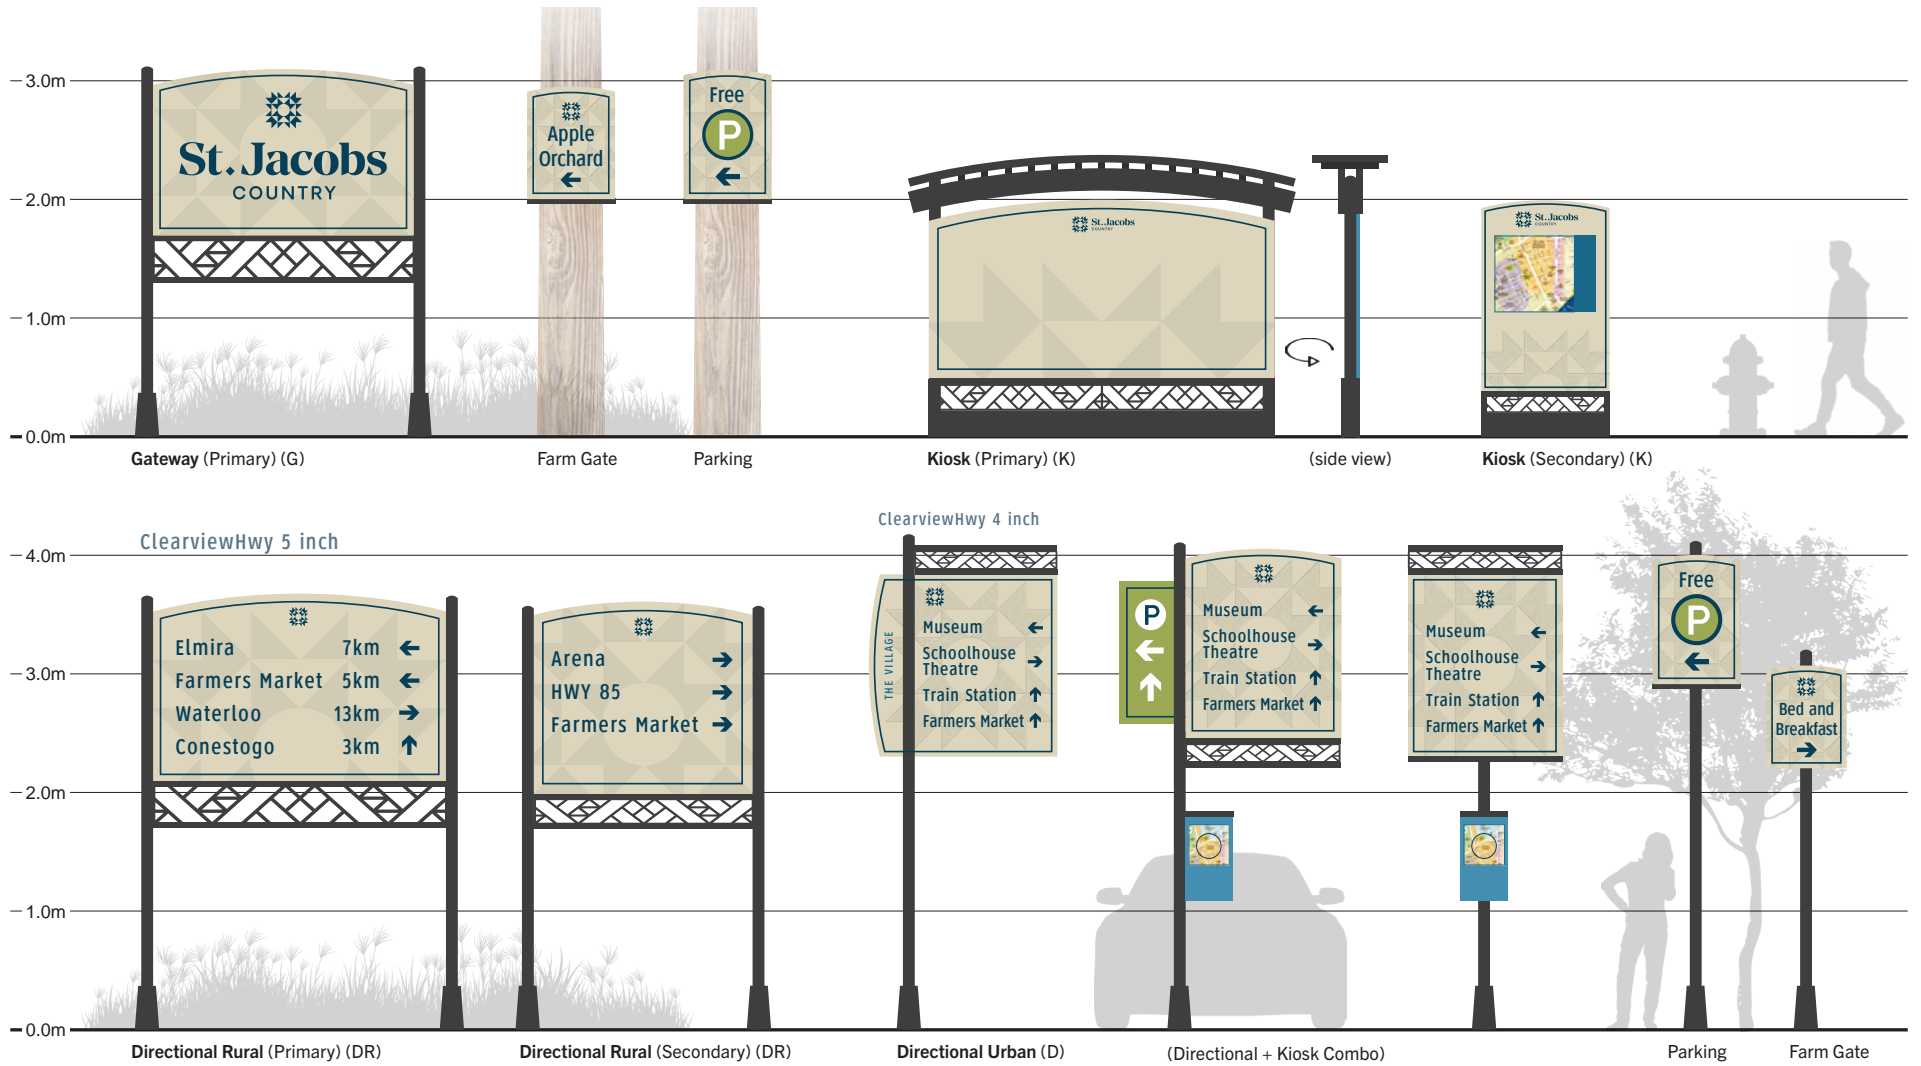 3.0m
2.0m
1.0m
0.0m
St. Jacobs
COUNTRY
Apple
Orchard
Free
P
St. Jacobs
COUNTRY
St. Jacobs
COUNTRY
Gateway (Primary) (G)
Farm Gate
Parking
Kiosk (Primary) (K)
(side view)
Kiosk (Secondary) (K)
ClearviewHwy 5 inch
ClearviewHwy 4 inch
4.0m
3.0m
2.0m
1.0m
0.0m
Elmira 7km ←
Farmers Market 5km ←
Waterloo 13km →
Conestogo 3km ↑
Arena →
HWY 85 →
Farmers Market →
THE VILLAGE
Museum ←
Schoolhouse
Theatre →
Train Station ↑
Farmers Market ↑
P
←
↑
Museum ←
Schoolhouse
Theatre →
Train Station ↑
Farmers Market ↑
Museum ←
Schoolhouse
Theatre →
Train Station ↑
Farmers Market ↑
Free
P
←
Bed and
Breakfast
→
Directional Rural (Primary) (DR)
Directional Rural (Secondary) (DR)
Directional Urban (D)
(Directional + Kiosk Combo)
Parking
Farm Gate